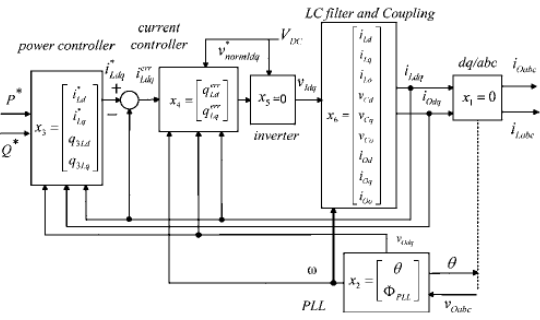 LC filter and Coupling
current
controller
power controller
dq/abc
V_DC
v*_normIdq
i*_Ldq
i^err_Ldq
v_Idq
i_Ldq
i_Odq
i_Oabc
i_Labc
P*
Q*
+
−
x_3 = [ i*_Ld i*_Lq q_3Ld q_3Lq ]
x_4 = [ q^err_Ld q^err_Lq ]
x_5 = 0
inverter
x_6 = [ i_Ld i_Lq i_Lo v_Cd v_Cq v_Co i_Od i_Oq i_Oo ]
x_1 = 0
v_Odq
ω
x_2 = [ θ Φ_PLL ]
θ
v_Oabc
PLL